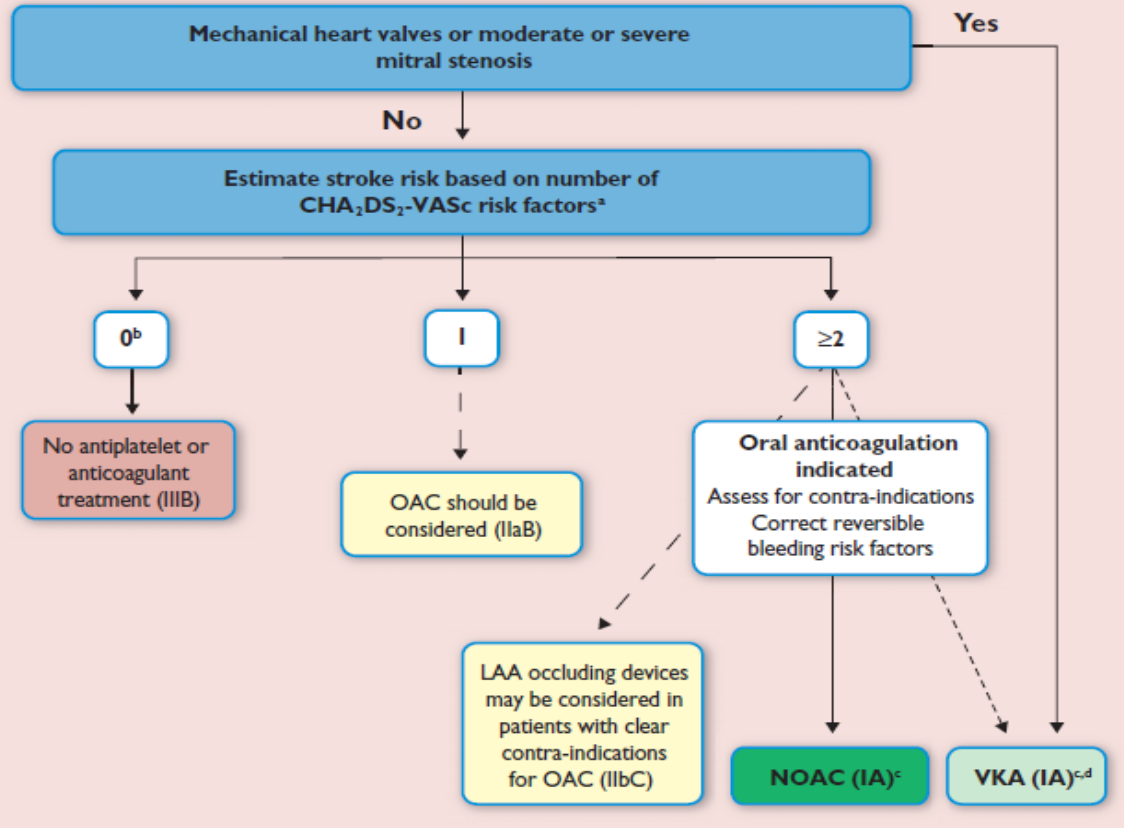 Mechanical heart valves or moderate or severe
mitral stenosis
Yes
No
Estimate stroke risk based on number of
CHA₂DS₂-VASc risk factorsᵃ
0ᵇ
1
≥2
No antiplatelet or
anticoagulant
treatment (IIIB)
OAC should be
considered (IIaB)
Oral anticoagulation
indicated
Assess for contra-indications
Correct reversible
bleeding risk factors
LAA occluding devices
may be considered in
patients with clear
contra-indications
for OAC (IIbC)
NOAC (IA)ᶜ
VKA (IA)ᶜ,ᵈ